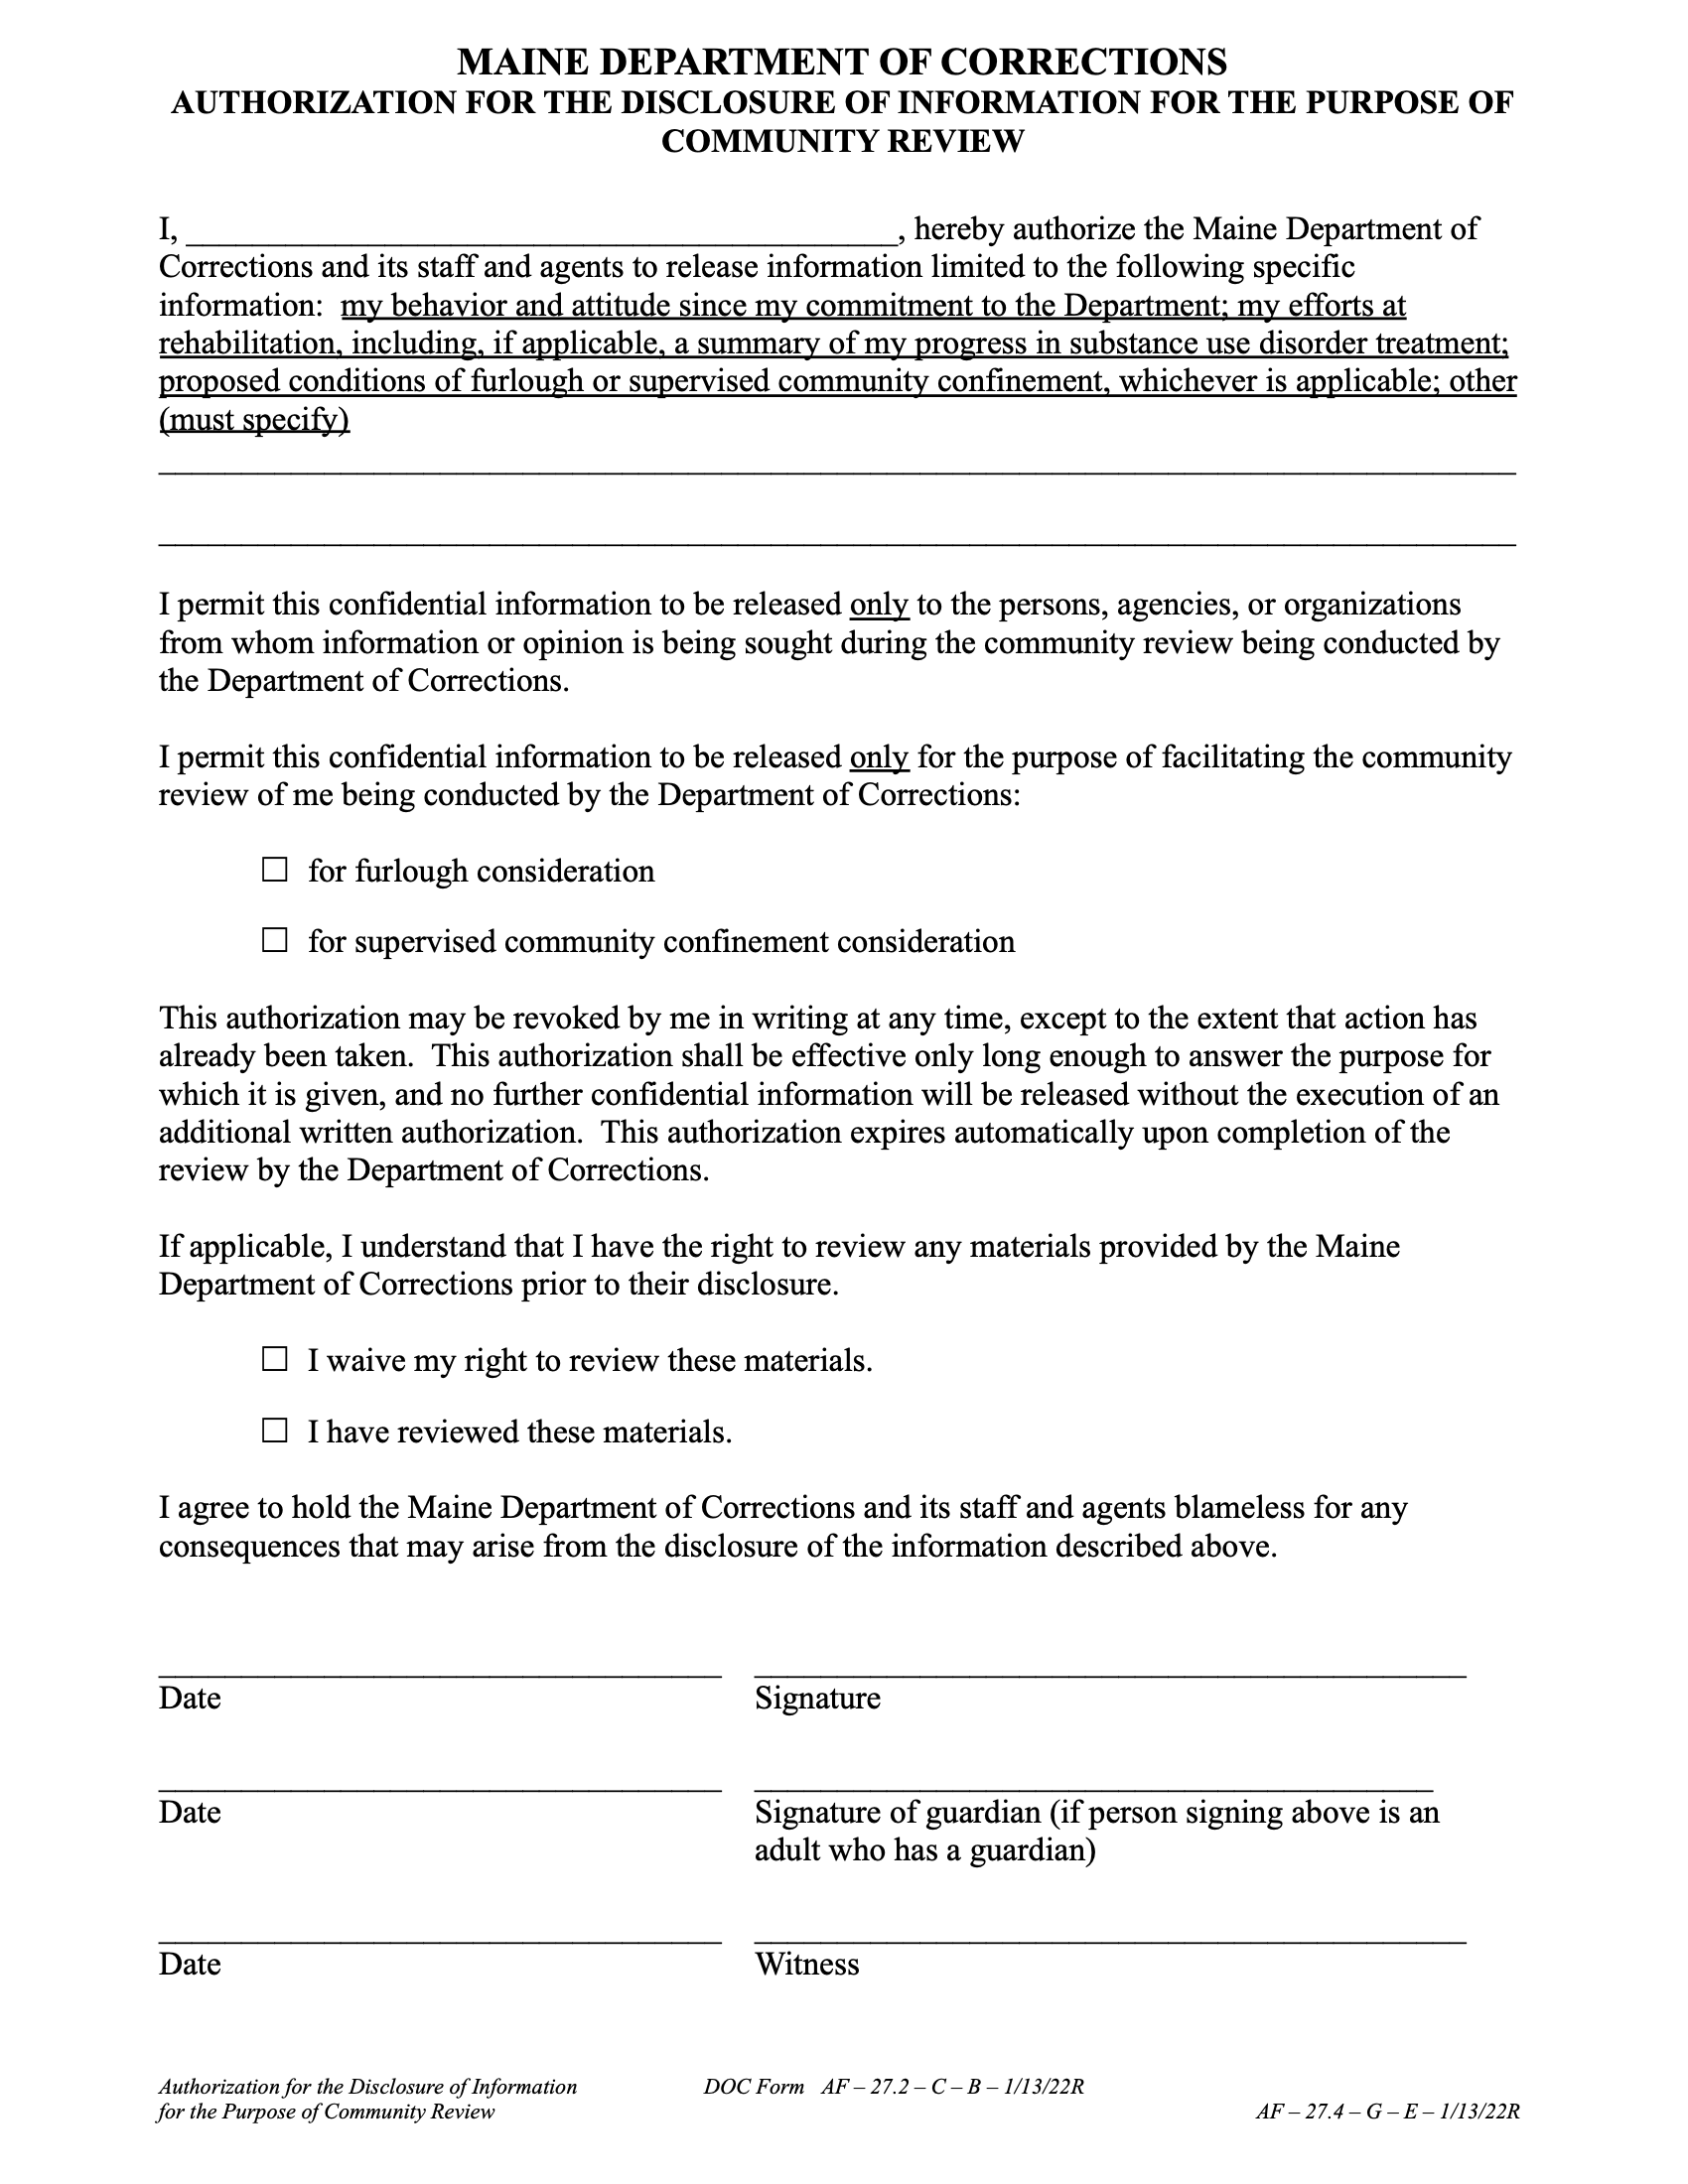 MAINE DEPARTMENT OF CORRECTIONS
AUTHORIZATION FOR THE DISCLOSURE OF INFORMATION FOR THE PURPOSE OF
COMMUNITY REVIEW
I, ___________________________________________, hereby authorize the Maine Department of
Corrections and its staff and agents to release information limited to the following specific
information:  my behavior and attitude since my commitment to the Department; my efforts at
rehabilitation, including, if applicable, a summary of my progress in substance use disorder treatment;
proposed conditions of furlough or supervised community confinement, whichever is applicable; other
(must specify)
I permit this confidential information to be released only to the persons, agencies, or organizations
from whom information or opinion is being sought during the community review being conducted by
the Department of Corrections.
I permit this confidential information to be released only for the purpose of facilitating the community
review of me being conducted by the Department of Corrections:
☐ for furlough consideration
☐ for supervised community confinement consideration
This authorization may be revoked by me in writing at any time, except to the extent that action has
already been taken.  This authorization shall be effective only long enough to answer the purpose for
which it is given, and no further confidential information will be released without the execution of an
additional written authorization.  This authorization expires automatically upon completion of the
review by the Department of Corrections.
If applicable, I understand that I have the right to review any materials provided by the Maine
Department of Corrections prior to their disclosure.
☐ I waive my right to review these materials.
☐ I have reviewed these materials.
I agree to hold the Maine Department of Corrections and its staff and agents blameless for any
consequences that may arise from the disclosure of the information described above.
Date Signature
Date Signature of guardian (if person signing above is an
adult who has a guardian)
Date Witness
Authorization for the Disclosure of Information DOC Form   AF – 27.2 – C – B – 1/13/22R
for the Purpose of Community Review AF – 27.4 – G – E – 1/13/22R